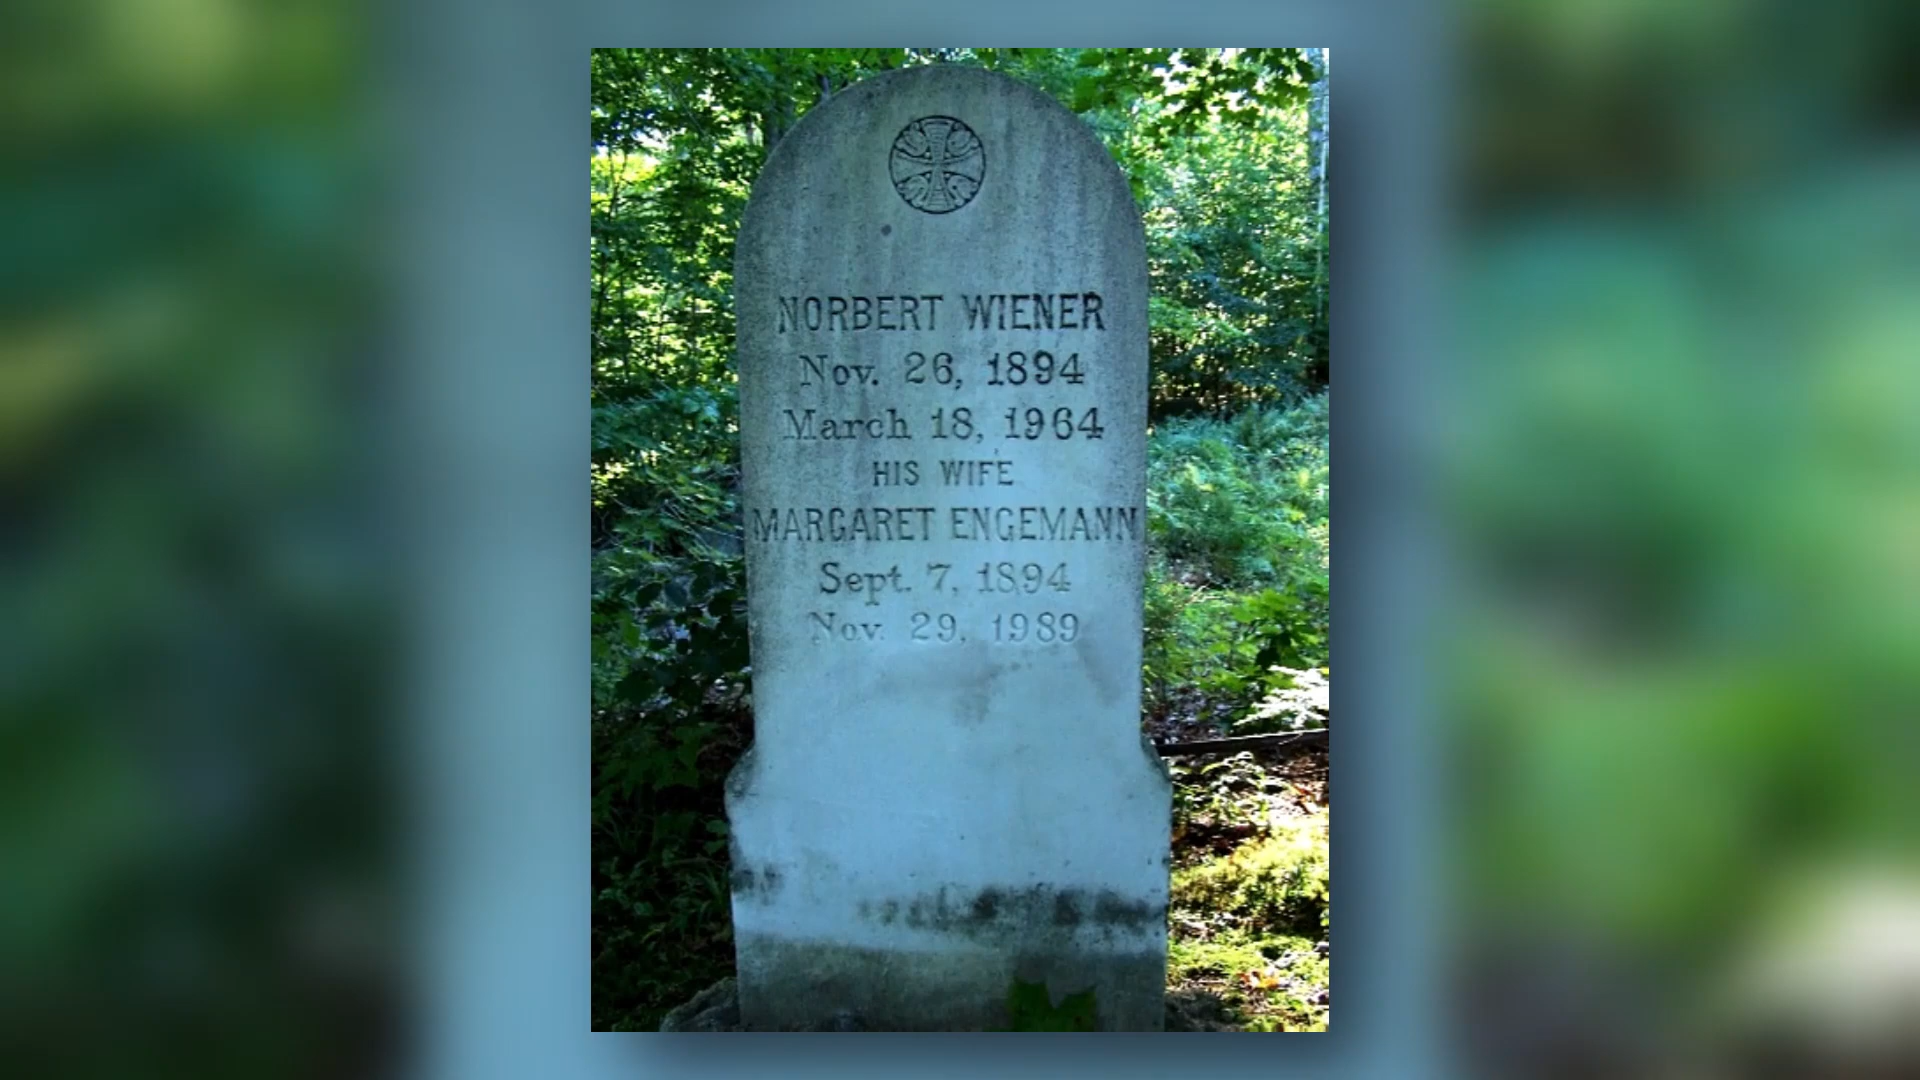 NORBERT WIENER
Nov. 26, 1894
March 18, 1964
HIS WIFE
MARGARET ENGEMANN
Sept. 7, 1894
Nov. 29, 1989